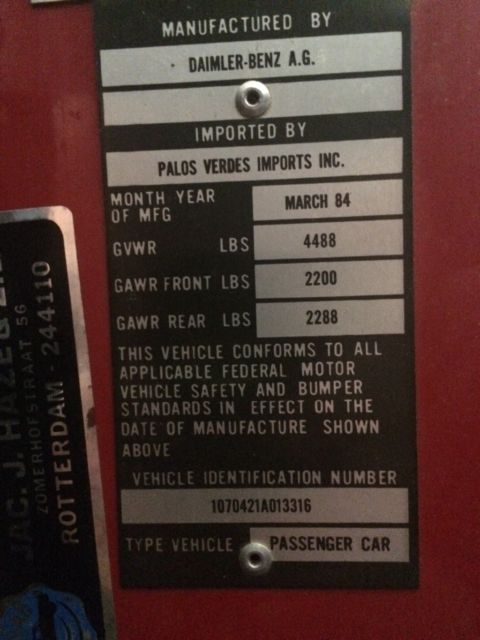 MANUFACTURED BY
DAIMLER-BENZ A.G.
IMPORTED BY
PALOS VERDES IMPORTS INC.
MONTH YEAR
OF MFG
MARCH 84
GVWR LBS 4488
GAWR FRONT LBS 2200
GAWR REAR LBS 2288
THIS VEHICLE CONFORMS TO ALL
APPLICABLE FEDERAL MOTOR
VEHICLE SAFETY AND BUMPER
STANDARDS IN EFFECT ON THE
DATE OF MANUFACTURE SHOWN
ABOVE
VEHICLE IDENTIFICATION NUMBER
1070421A013316
TYPE VEHICLE PASSENGER CAR
JAC. J. HAZE
ZOMERHOFSTRAAT 56
ROTTERDAM - 244110